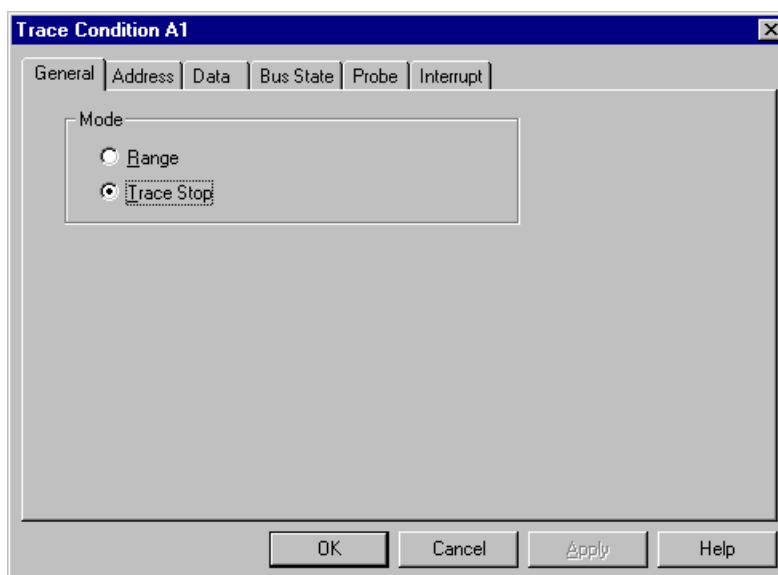 Trace Condition A1
General Address Data Bus State Probe Interrupt
Mode
Range
Trace Stop
OK Cancel Apply Help